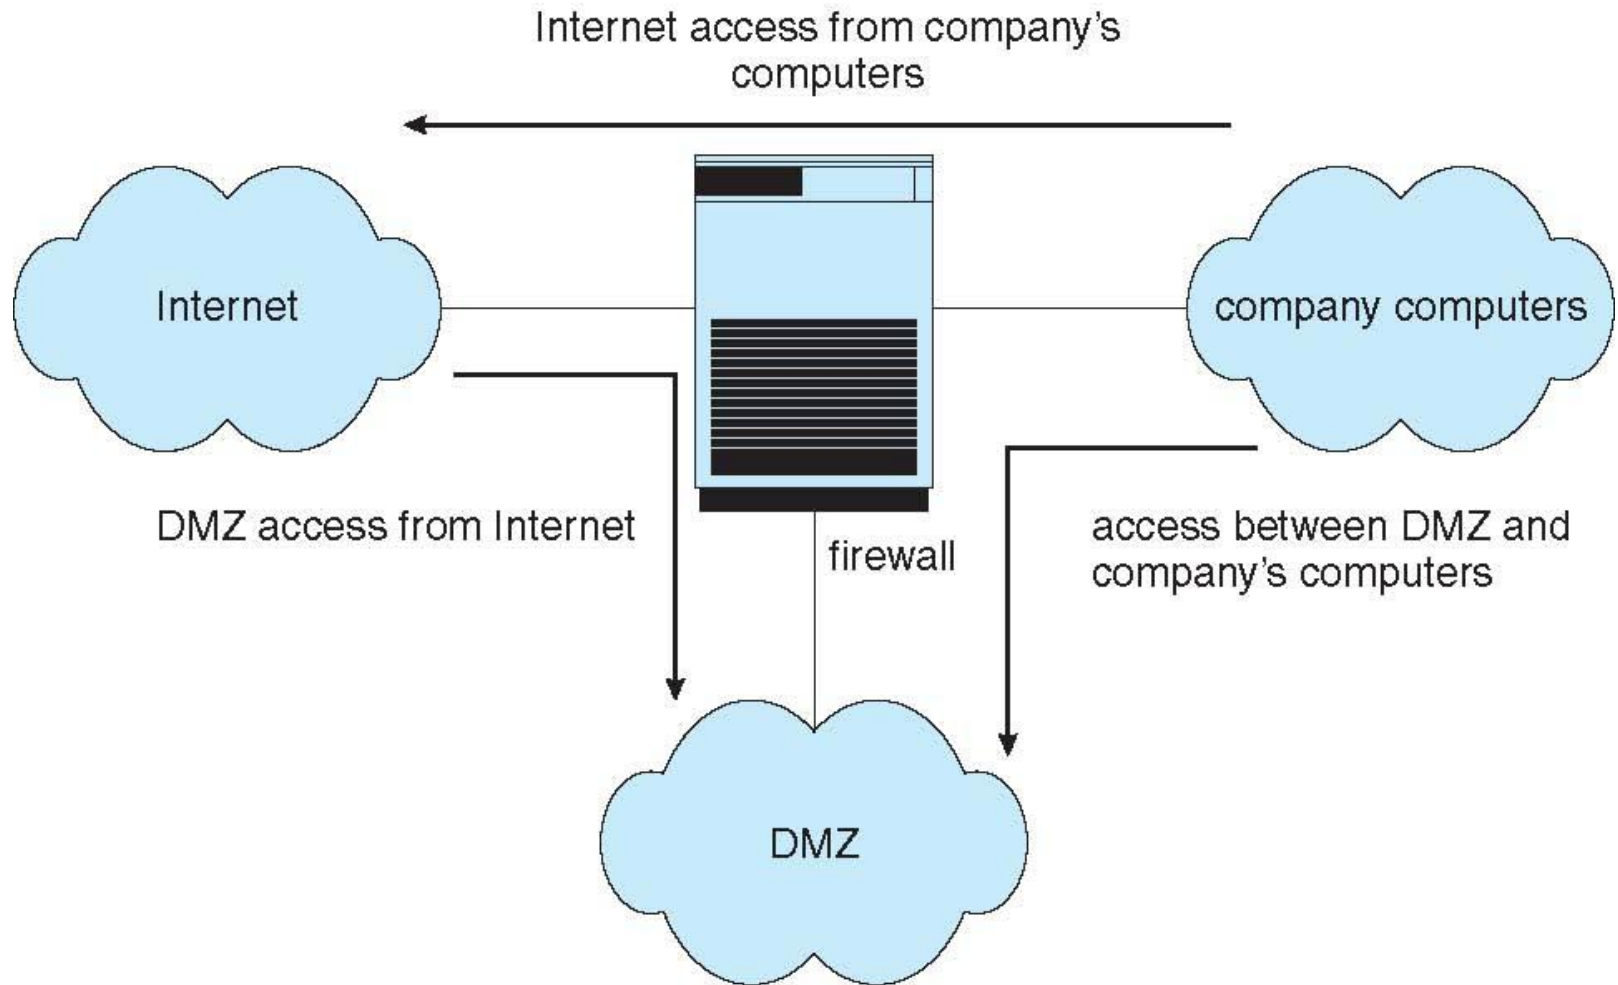 Internet access from company’s
computers
Internet
company computers
DMZ access from Internet
firewall
access between DMZ and
company’s computers
DMZ